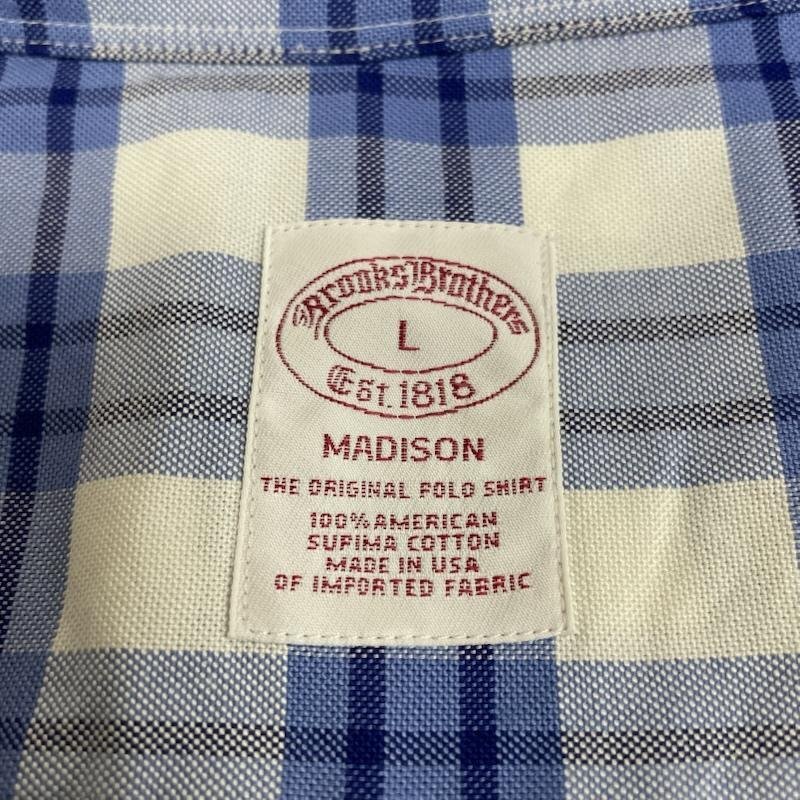 Brooks Brothers
L
Est. 1818
MADISON
THE ORIGINAL POLO SHIRT
100% AMERICAN
SUPIMA COTTON
MADE IN USA
OF IMPORTED FABRIC